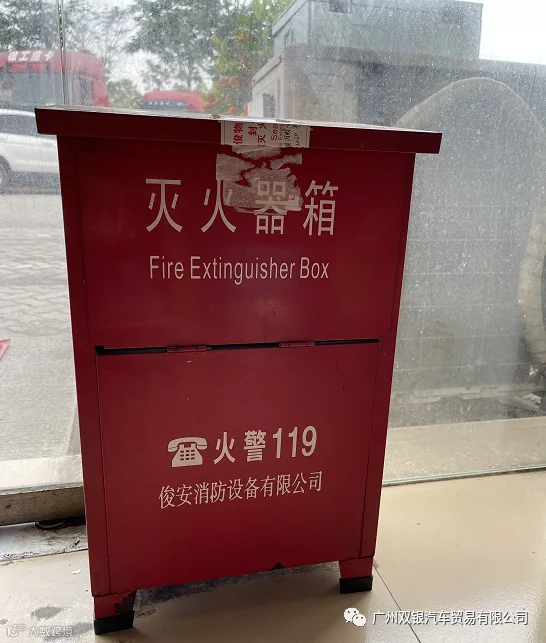 灭火器箱
Fire Extinguisher Box
火警119
俊安消防设备有限公司
广州双银汽车贸易有限公司